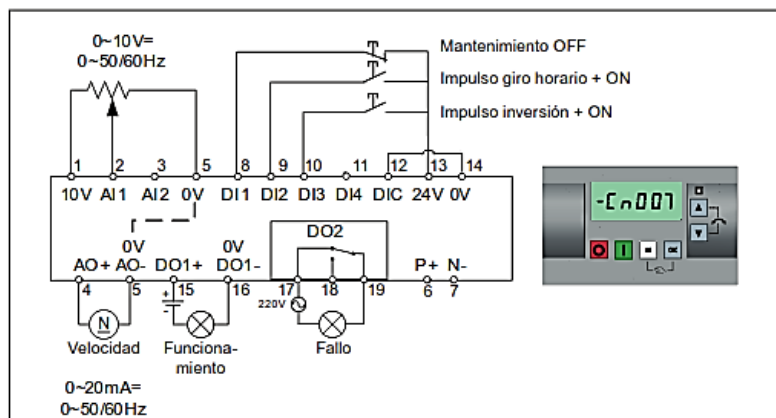 0~10V=
0~50/60Hz
Mantenimiento OFF
Impulso giro horario + ON
Impulso inversión + ON
1 2 3 5 8 9 10 11 12 13 14
10V AI1 AI2 0V DI1 DI2 DI3 DI4 DIC 24V 0V
-Cn007
DO2
0V 0V
AO+ AO- DO1+ DO1- P+ N-
4 5 15 16 17 18 19 6 7
+
-
220V
N
Velocidad
Funciona-
miento
Fallo
0~20mA=
0~50/60Hz
OK